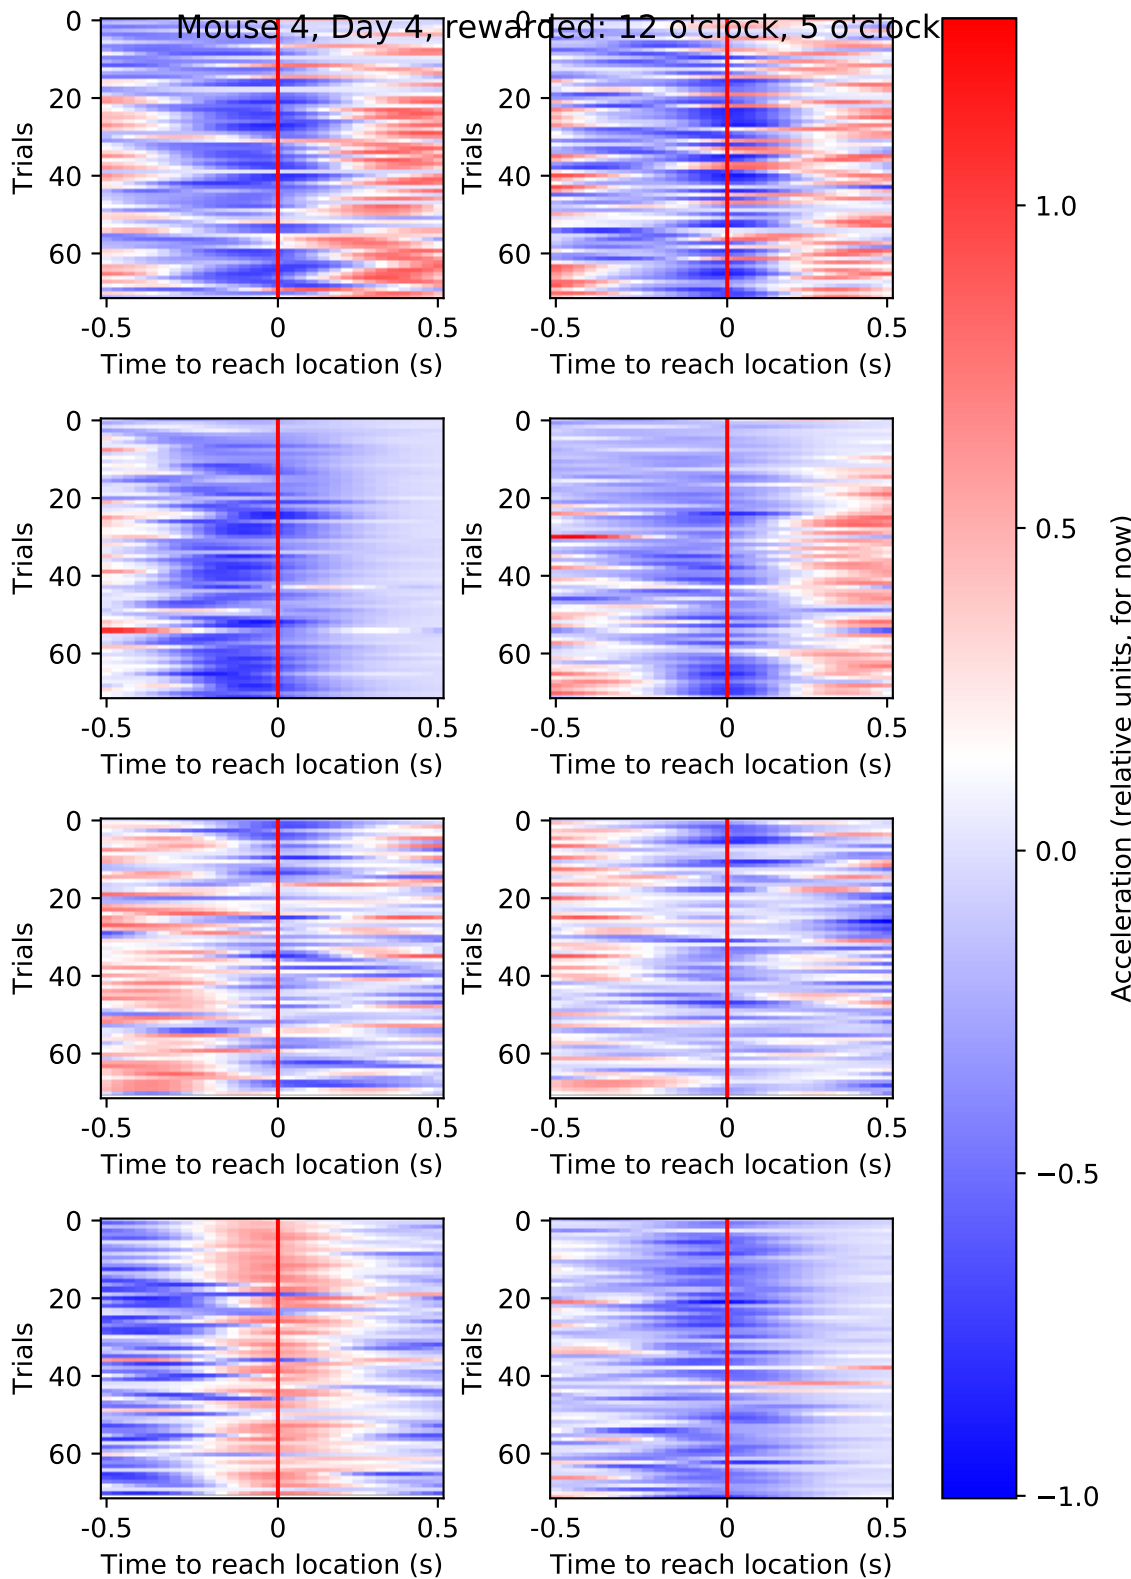 Mouse 4, Day 4, rewarded: 12 o'clock, 5 o'clock
0
20
40
60
Trials
-0.5 0 0.5
Time to reach location (s)
0
20
40
60
Trials
-0.5 0 0.5
Time to reach location (s)
0
20
40
60
Trials
-0.5 0 0.5
Time to reach location (s)
0
20
40
60
Trials
-0.5 0 0.5
Time to reach location (s)
0
20
40
60
Trials
-0.5 0 0.5
Time to reach location (s)
0
20
40
60
Trials
-0.5 0 0.5
Time to reach location (s)
0
20
40
60
Trials
-0.5 0 0.5
Time to reach location (s)
0
20
40
60
Trials
-0.5 0 0.5
Time to reach location (s)
1.0
0.5
0.0
−0.5
−1.0
Acceleration (relative units, for now)